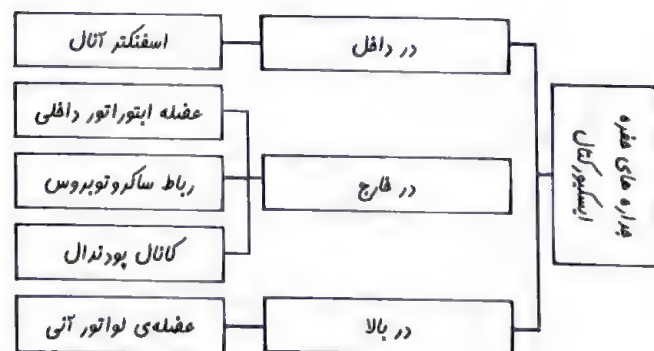 جداره های حفره
ایسکیورکتال
در داخل
اسفنکتر آنال
در خارج
عضله ابتوراتور داخلی
رباط ساکروتوبروس
کانال پودندال
در بالا
عضله‌ی لواتور آنی